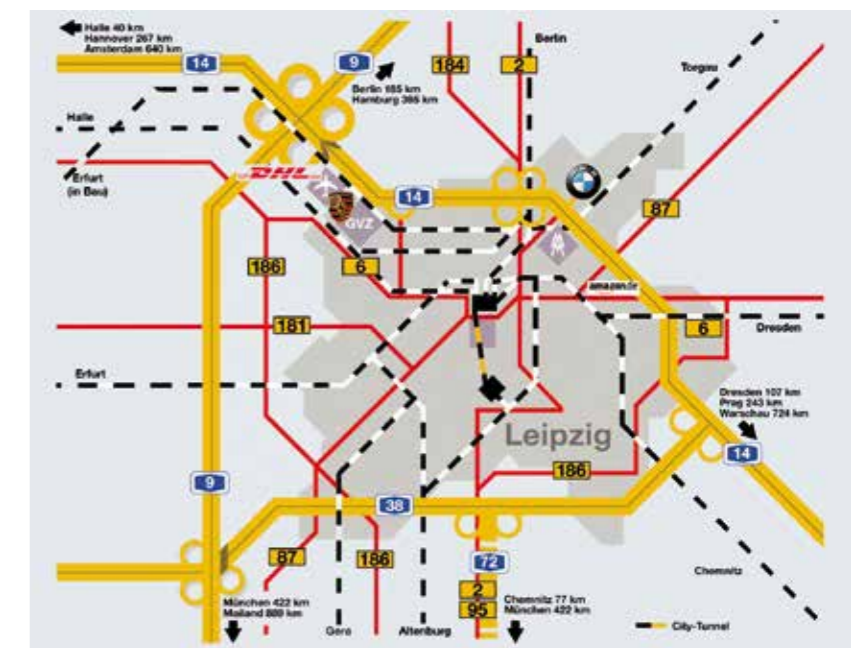 Halle 40 km
Hannover 267 km
Amsterdam 640 km
14
9
184
2
Berlin
Torgau
Berlin 185 km
Hamburg 395 km
Halle
Erfurt
(in Bau)
DHL
14
87
GVZ
186
6
amazon.de
181
6
Dresden
Erfurt
Dresden 107 km
Prag 243 km
Warschau 724 km
Leipzig
14
186
9
38
87
186
72
Chemnitz
2
95
München 422 km
Mailand 889 km
Chemnitz 77 km
München 422 km
Gera
Altenburg
City-Tunnel